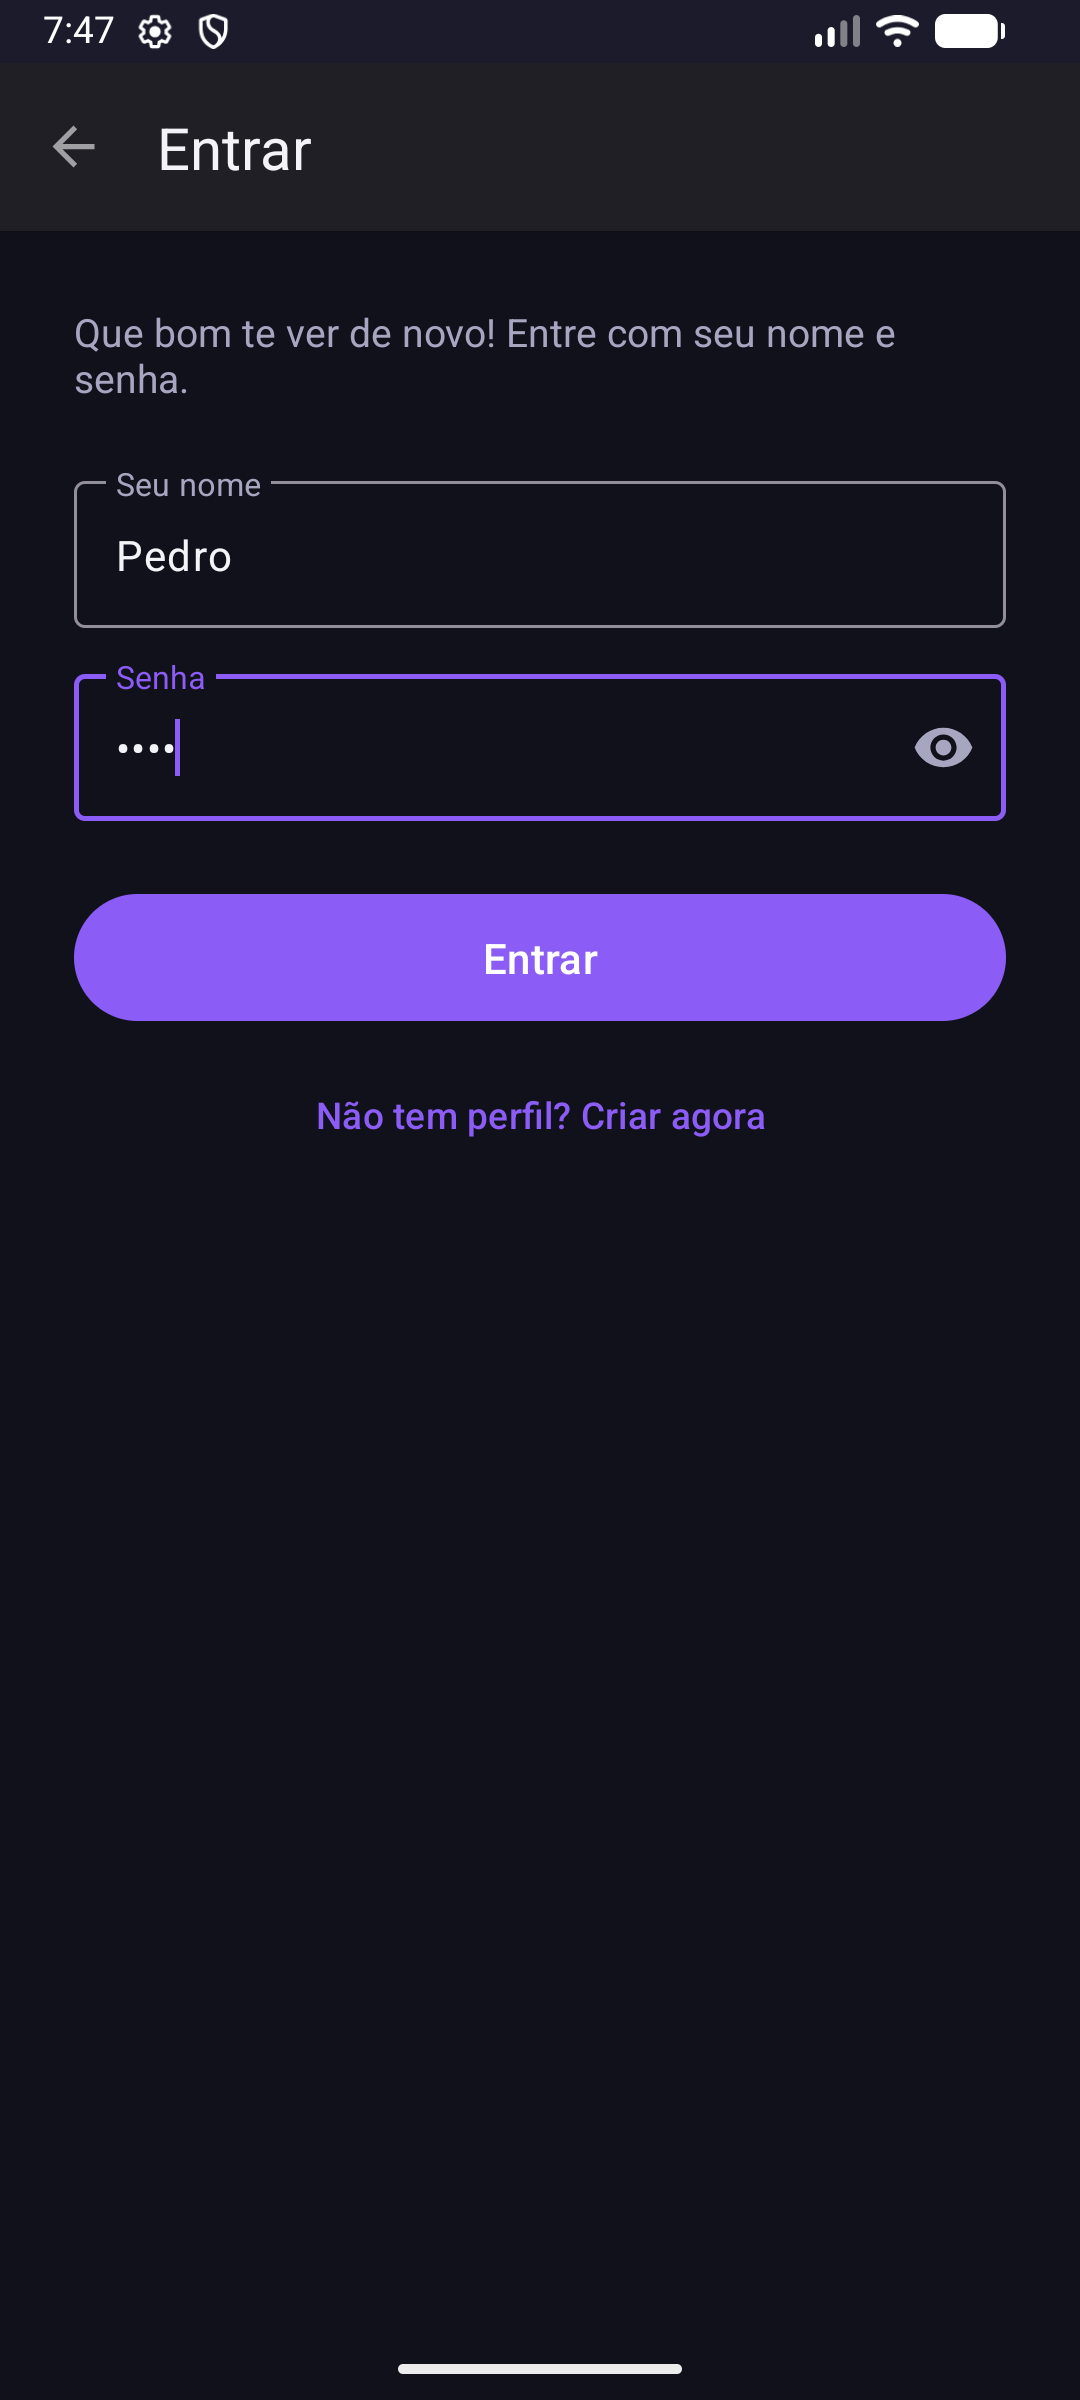 7:47
Entrar
Que bom te ver de novo! Entre com seu nome e
senha.
Seu nome
Pedro
Senha
••••
Entrar
Não tem perfil? Criar agora